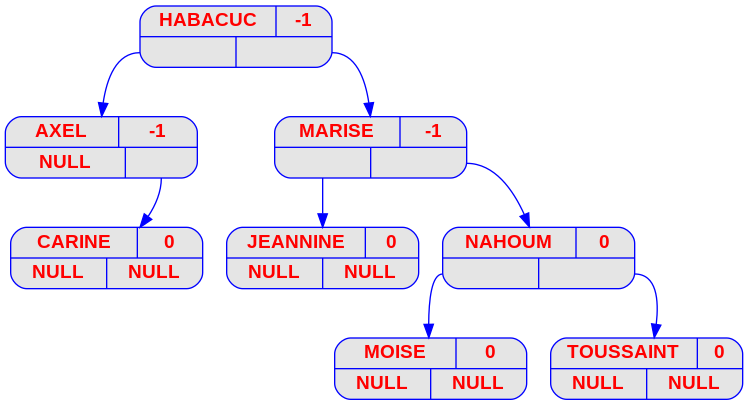 HABACUC -1
AXEL -1
NULL
MARISE -1
CARINE 0
NULL NULL
JEANNINE 0
NULL NULL
NAHOUM 0
MOISE 0
NULL NULL
TOUSSAINT 0
NULL NULL